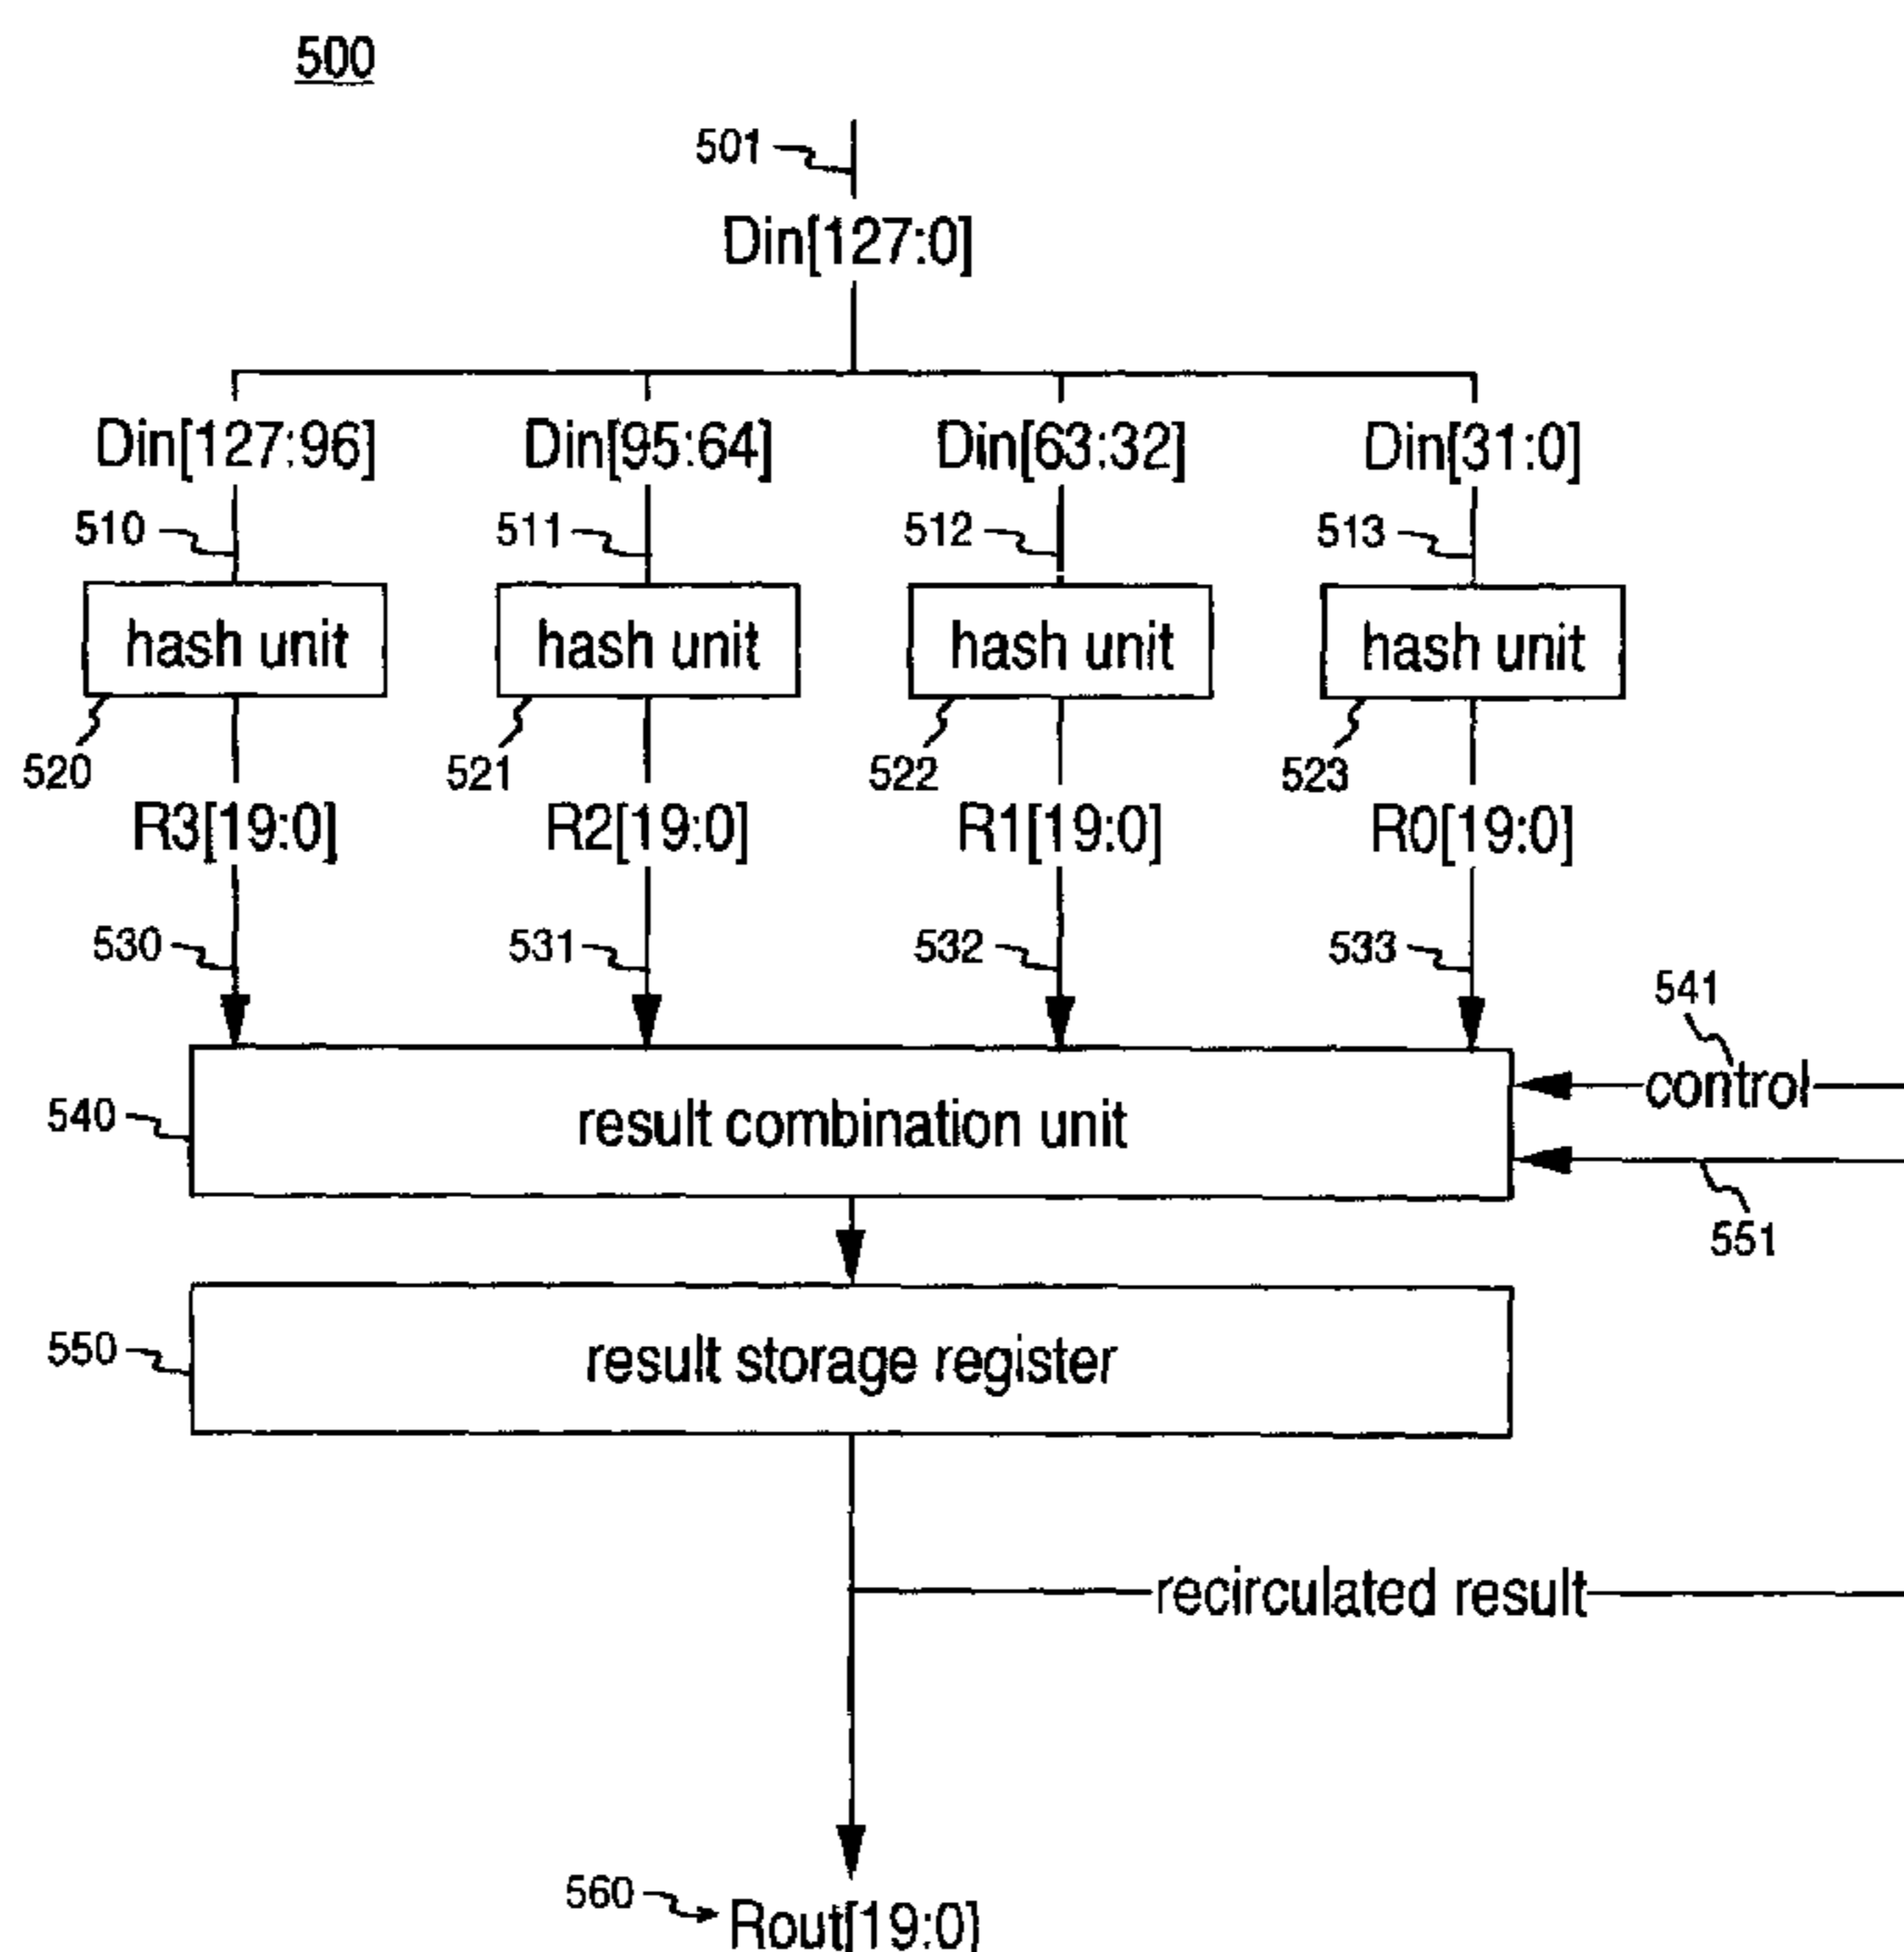 500
501
Din[127:0]
Din[127:96] Din[95:64] Din[63:32] Din[31:0]
510 511 512 513
hash unit hash unit hash unit hash unit
520 521 522 523
R3[19:0] R2[19:0] R1[19:0] R0[19:0]
530 531 532 533
541
control
540 result combination unit
551
550 result storage register
recirculated result
560 Rout[19:0]